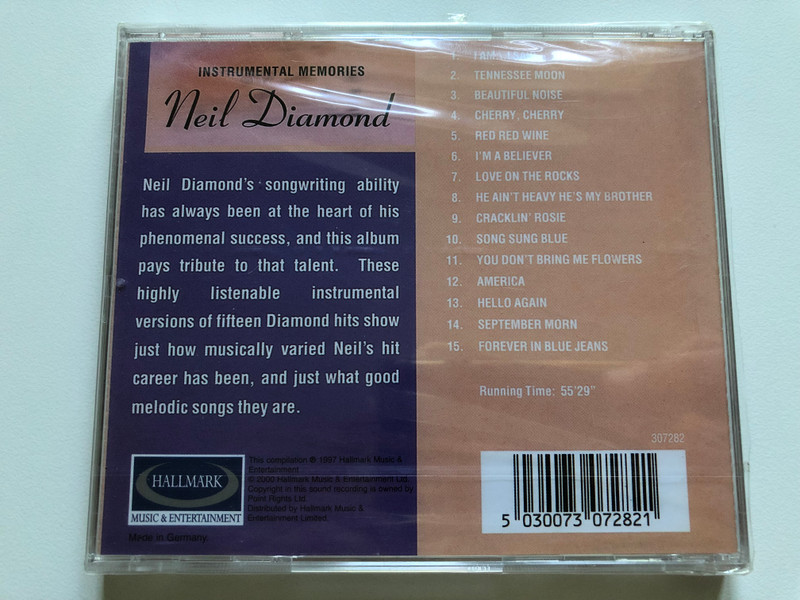 INSTRUMENTAL MEMORIES
Neil Diamond
Neil Diamond's songwriting ability
has always been at the heart of his
phenomenal success, and this album
pays tribute to that talent. These
highly listenable instrumental
versions of fifteen Diamond hits show
just how musically varied Neil's hit
career has been, and just what good
melodic songs they are.
HALLMARK
MUSIC & ENTERTAINMENT
This compilation ℗ 1997 Hallmark Music &
Entertainment
© 2000 Hallmark Music & Entertainment Ltd.
Copyright in this sound recording is owned by
Point Rights Ltd.
Distributed by Hallmark Music &
Entertainment Limited.
Made in Germany.
1. I AM I
2. TENNESSEE MOON
3. BEAUTIFUL NOISE
4. CHERRY, CHERRY
5. RED RED WINE
6. I'M A BELIEVER
7. LOVE ON THE ROCKS
8. HE AIN'T HEAVY HE'S MY BROTHER
9. CRACKLIN' ROSIE
10. SONG SUNG BLUE
11. YOU DON'T BRING ME FLOWERS
12. AMERICA
13. HELLO AGAIN
14. SEPTEMBER MORN
15. FOREVER IN BLUE JEANS
Running Time: 55'29"
307282
5 030073 072821